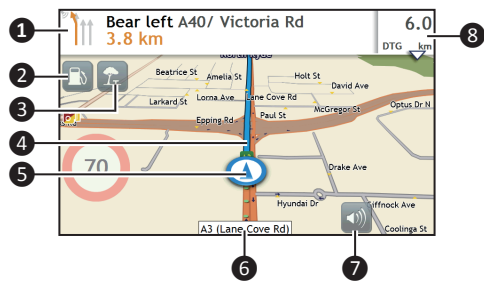 1
Bear left A40/ Victoria Rd
3.8 km
6.0
DTG km
8
2
3
Beatrice St
Amelia St
Holt St
David Ave
Larkard St
Lorna Ave
Lane Cove Rd
McGregor St
Optus Dr N
Epping Rd
Paul St
4
70
5
Drake Ave
Hyundai Dr
Giffnock Ave
A3 (Lane Cove Rd)
Coolinga St
6
7